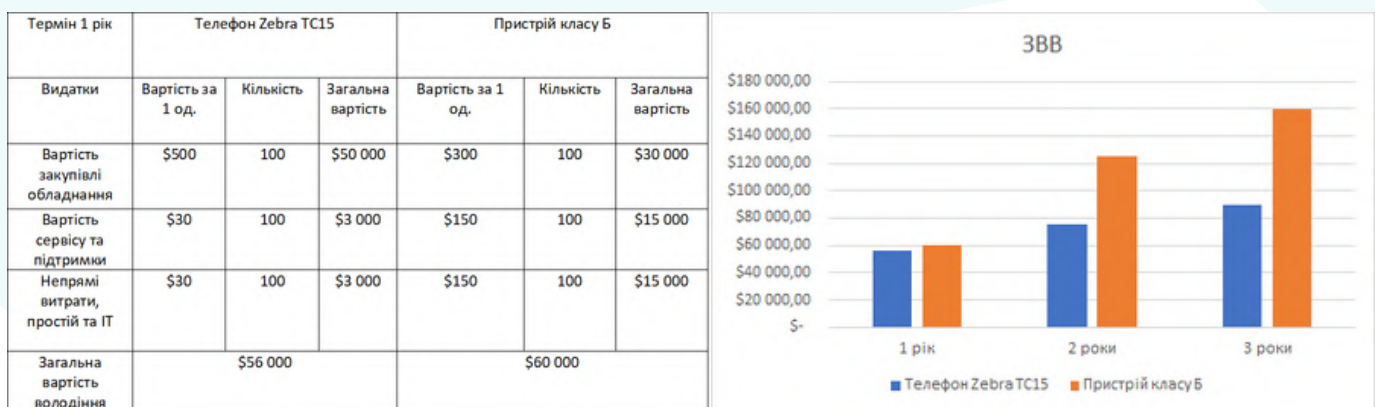 Термін 1 рік
Телефон Zebra TC15
Пристрій класу Б
Видатки
Вартість за
1 од.
Кількість
Загальна
вартість
Вартість за 1
од.
Кількість
Загальна
вартість
Вартість
закупівлі
обладнання
$500
100
$50 000
$300
100
$30 000
Вартість
сервісу та
підтримки
$30
100
$3 000
$150
100
$15 000
Непрямі
витрати,
простій та ІТ
$30
100
$3 000
$150
100
$15 000
Загальна
вартість
володіння
$56 000
$60 000
ЗВВ
$180 000,00
$160 000,00
$140 000,00
$120 000,00
$100 000,00
$80 000,00
$60 000,00
$40 000,00
$20 000,00
$-
1 рік
2 роки
3 роки
Телефон Zebra TC15
Пристрій класу Б